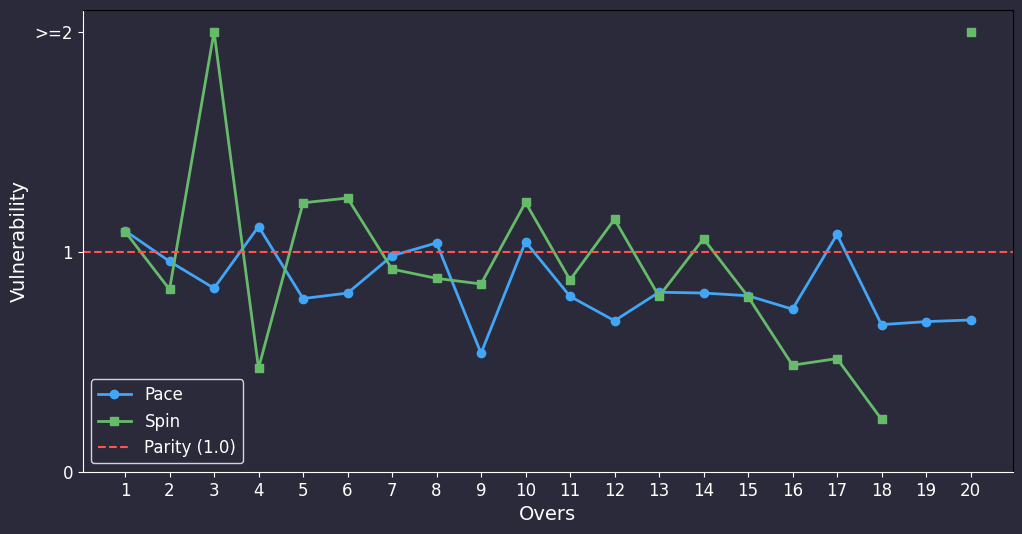 >=2
1
0
Vulnerability
Pace
Spin
Parity (1.0)
1 2 3 4 5 6 7 8 9 10 11 12 13 14 15 16 17 18 19 20
Overs